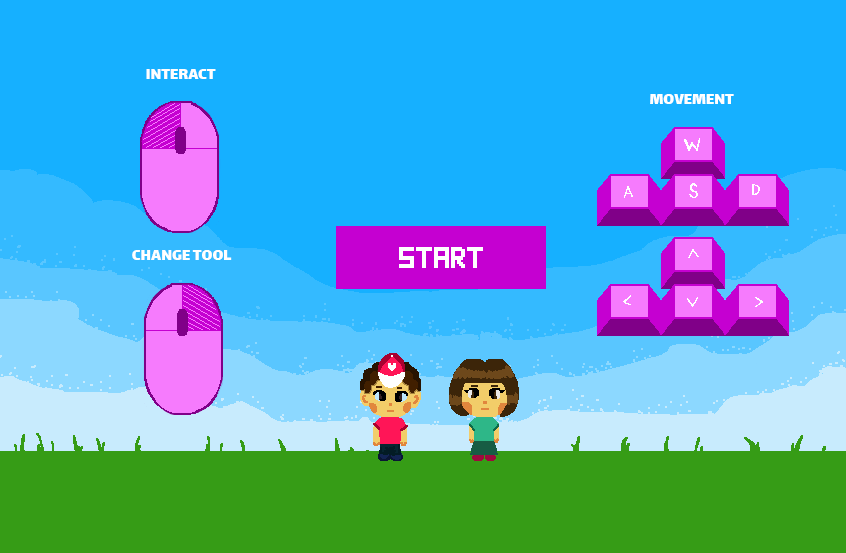 INTERACT
MOVEMENT
W
A S D
START
CHANGE TOOL
^
< v >